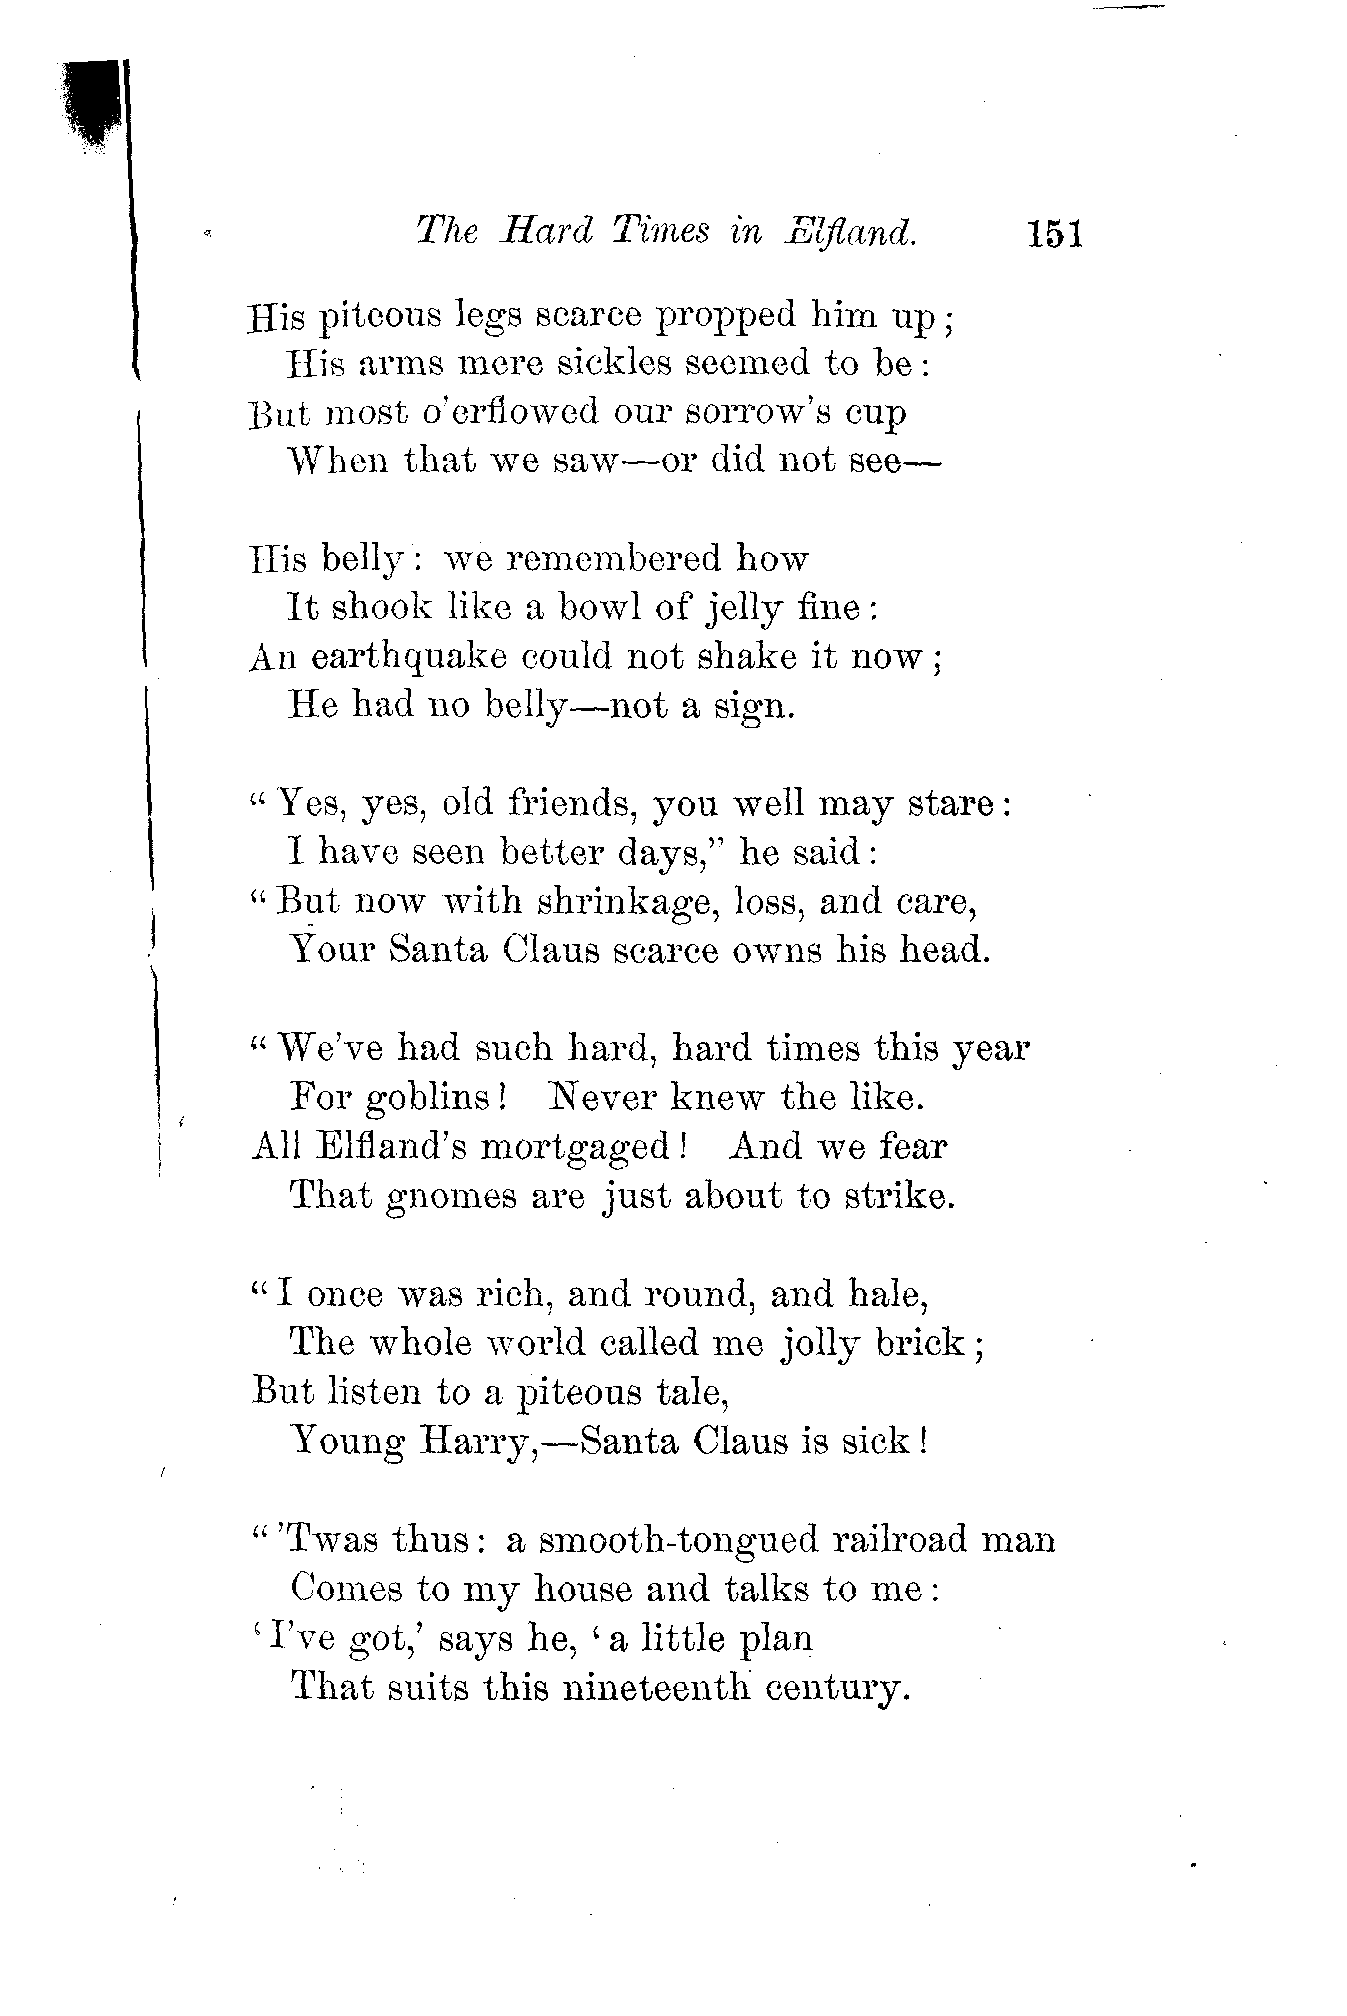 The Hard Times in Elfland. 151
His piteous legs scarce propped him up;
His arms mere sickles seemed to be:
But most o'erflowed our sorrow's cup
When that we saw—or did not see—
His belly: we remembered how
It shook like a bowl of jelly fine:
An earthquake could not shake it now;
He had no belly—not a sign.
"Yes, yes, old friends, you well may stare:
I have seen better days," he said:
"But now with shrinkage, loss, and care,
Your Santa Claus scarce owns his head.
"We've had such hard, hard times this year
For goblins! Never knew the like.
All Elfland's mortgaged! And we fear
That gnomes are just about to strike.
"I once was rich, and round, and hale,
The whole world called me jolly brick;
But listen to a piteous tale,
Young Harry,—Santa Claus is sick!
"'Twas thus: a smooth-tongued railroad man
Comes to my house and talks to me:
'I've got,' says he, 'a little plan
That suits this nineteenth century.